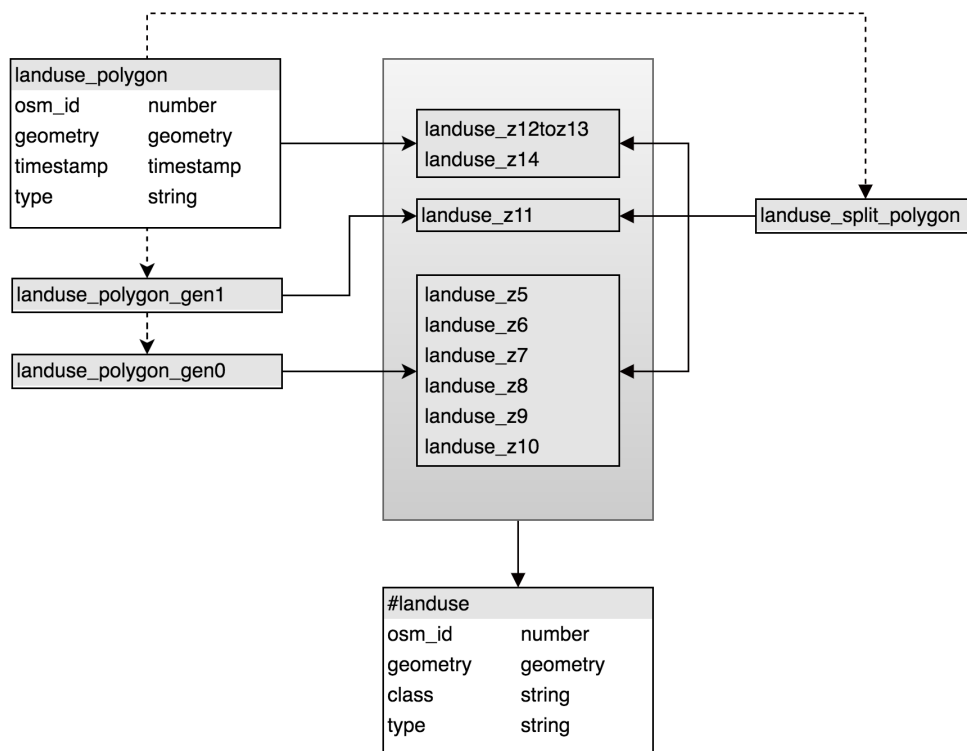 landuse_polygon
osm_id number
geometry geometry
timestamp timestamp
type string
landuse_polygon_gen1
landuse_polygon_gen0
landuse_z12toz13
landuse_z14
landuse_z11
landuse_z5
landuse_z6
landuse_z7
landuse_z8
landuse_z9
landuse_z10
landuse_split_polygon
#landuse
osm_id number
geometry geometry
class string
type string